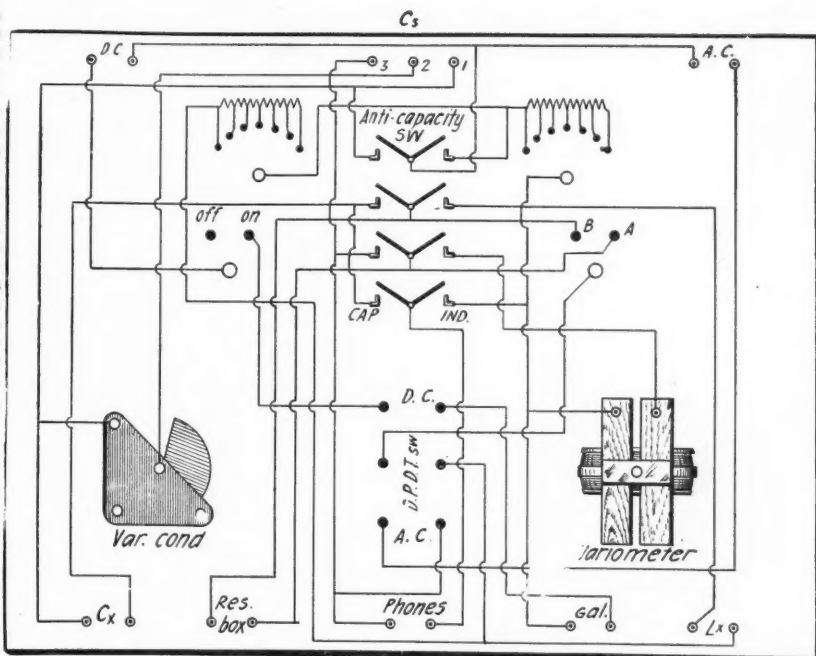 Cs
D.C. A.C.
3 2 1
Anti-capacity
SW
off on
B A
CAP IND.
D.C.
D.P.D.T. SW
A.C.
Var. cond
Variometer
Cx Res.
box Phones Gal. Lx